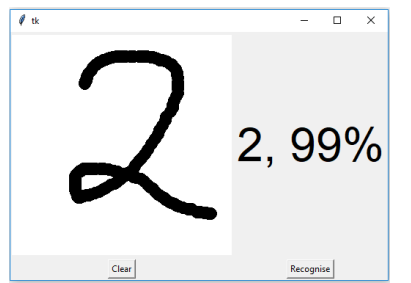 tk
2
2, 99%
Clear
Recognise